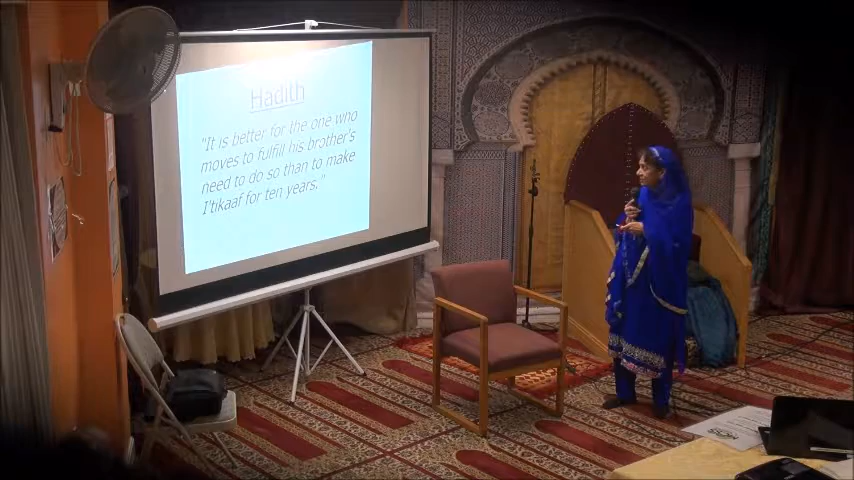 Hadith
"It is better for the one who
moves to fulfill his brother's
need to do so than to make
I'tikaaf for ten years."